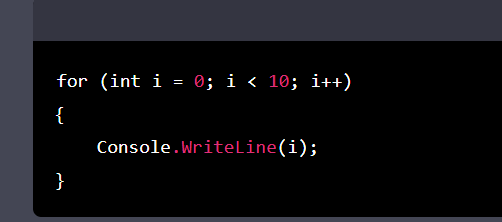 for (int i = 0; i < 10; i++)
{
    Console.WriteLine(i);
}